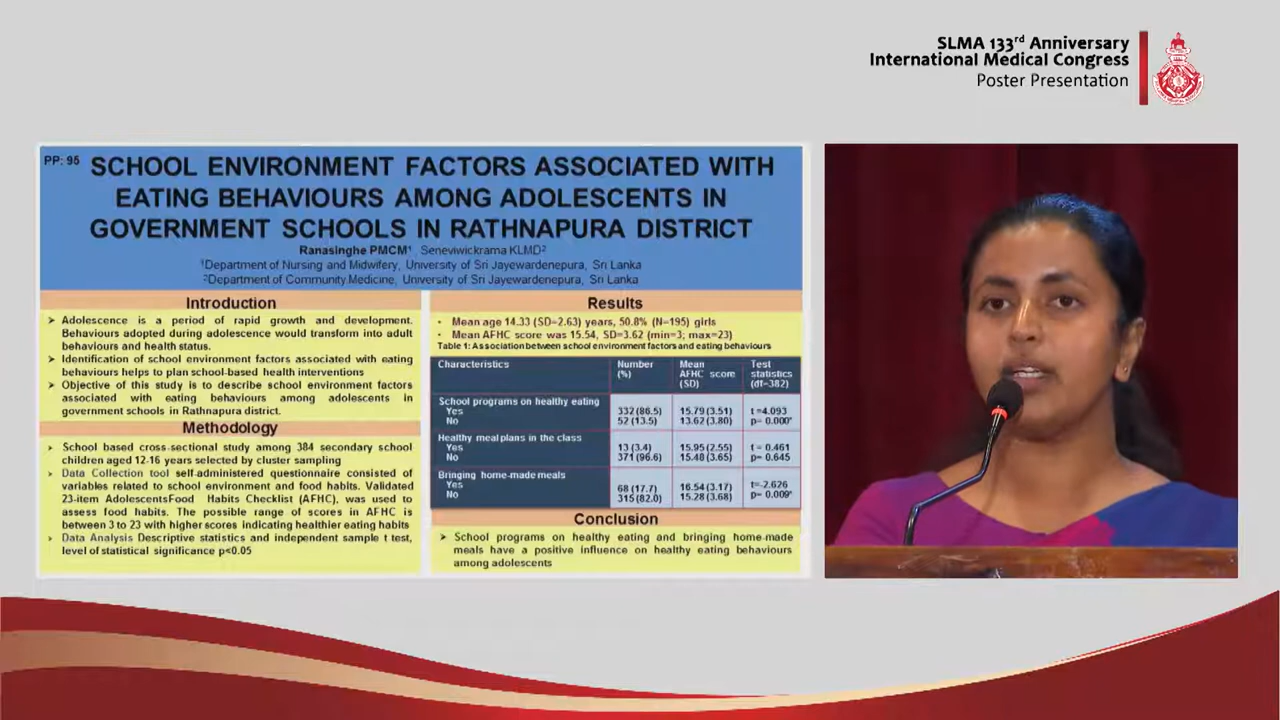 SLMA 133rd Anniversary
International Medical Congress
Poster Presentation
PP: 95
SCHOOL ENVIRONMENT FACTORS ASSOCIATED WITH
EATING BEHAVIOURS AMONG ADOLESCENTS IN
GOVERNMENT SCHOOLS IN RATHNAPURA DISTRICT
Ranasinghe PMCM¹, Seneviwickrama KLMD²
¹Department of Nursing and Midwifery, University of Sri Jayewardenepura, Sri Lanka
²Department of Community Medicine, University of Sri Jayewardenepura, Sri Lanka
Introduction
➢ Adolescence is a period of rapid growth and development.
Behaviours adopted during adolescence would transform into adult
behaviours and health status.
➢ Identification of school environment factors associated with eating
behaviours helps to plan school-based health interventions
➢ Objective of this study is to describe school environment factors
associated with eating behaviours among adolescents in
government schools in Rathnapura district.
Methodology
➢ School based cross-sectional study among 384 secondary school
children aged 12-16 years selected by cluster sampling
➢ Data Collection tool self-administered questionnaire consisted of
variables related to school environment and food habits. Validated
23-item AdolescentsFood Habits Checklist (AFHC), was used to
assess food habits. The possible range of scores in AFHC is
between 3 to 23 with higher scores indicating healthier eating habits
➢ Data Analysis Descriptive statistics and independent sample t test,
level of statistical significance p<0.05
Results
• Mean age 14.33 (SD=2.63) years, 50.8% (N=195) girls
• Mean AFHC score was 15.54, SD=3.62 (min=3; max=23)
Table 1: Association between school environment factors and eating behaviours
Characteristics Number Mean Test
(%) AFHC score statistics
(SD) (df=382)
School programs on healthy eating
Yes 332 (86.5) 15.79 (3.51) t =4.093
No 52 (13.5) 13.62 (3.80) p= 0.000*
Healthy meal plans in the class
Yes 13 (3.4) 15.95 (2.55) t = 0.461
No 371 (96.6) 15.48 (3.65) p= 0.645
Bringing home-made meals
Yes 68 (17.7) 16.54 (3.17) t=-2.626
No 315 (82.0) 15.28 (3.68) p= 0.009*
Conclusion
➢ School programs on healthy eating and bringing home-made
meals have a positive influence on healthy eating behaviours
among adolescents